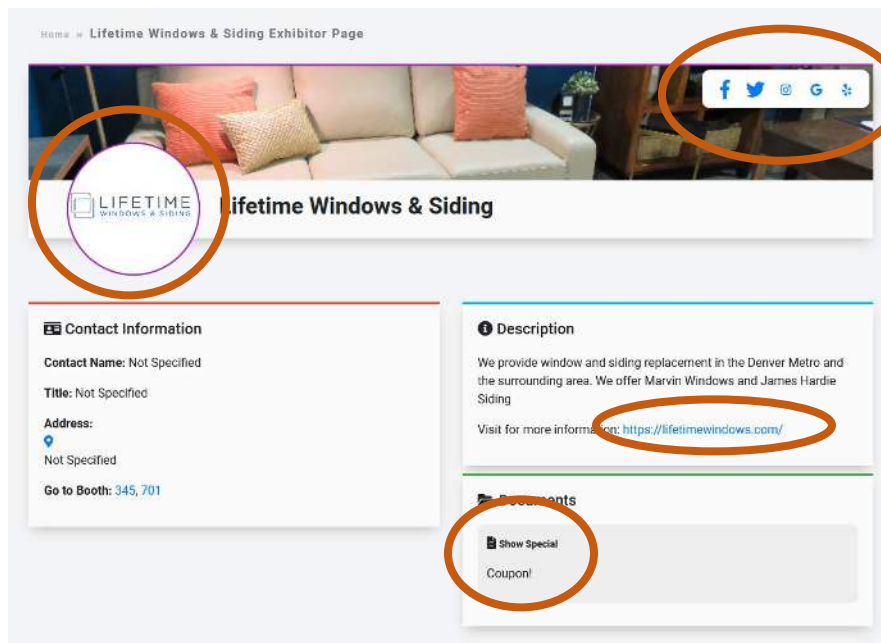 Home » Lifetime Windows & Siding Exhibitor Page
LIFETIME
WINDOWS & SIDING
Lifetime Windows & Siding
Contact Information
Contact Name: Not Specified
Title: Not Specified
Address:
Not Specified
Go to Booth: 345, 701
Description
We provide window and siding replacement in the Denver Metro and
the surrounding area. We offer Marvin Windows and James Hardie
Siding
Visit for more information: https://lifetimewindows.com/
Documents
Show Special
Coupon!